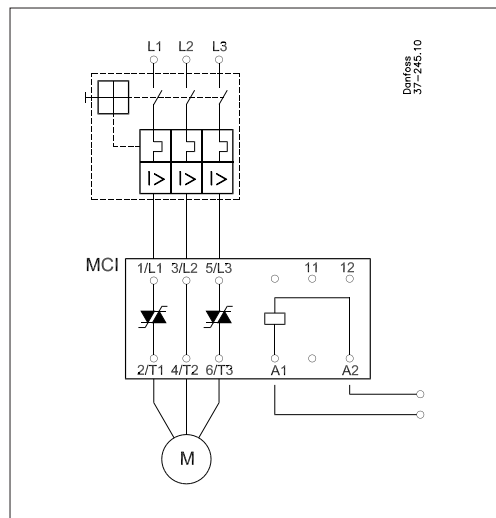 L1 L2 L3
Danfoss
37-245.10
I> I> I>
MCI
1/L1 3/L2 5/L3 11 12
2/T1 4/T2 6/T3 A1 A2
M